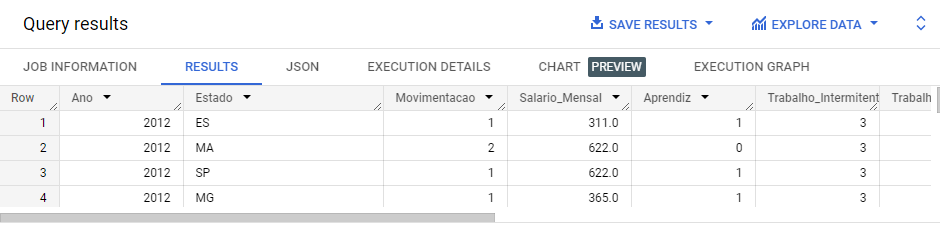 Query results
SAVE RESULTS
EXPLORE DATA
JOB INFORMATION RESULTS JSON EXECUTION DETAILS CHART PREVIEW EXECUTION GRAPH
Row Ano Estado Movimentacao Salario_Mensal Aprendiz Trabalho_Intermitent Trabalh
1 2012 ES 1 311.0 1 3
2 2012 MA 2 622.0 0 3
3 2012 SP 1 622.0 1 3
4 2012 MG 1 365.0 1 3